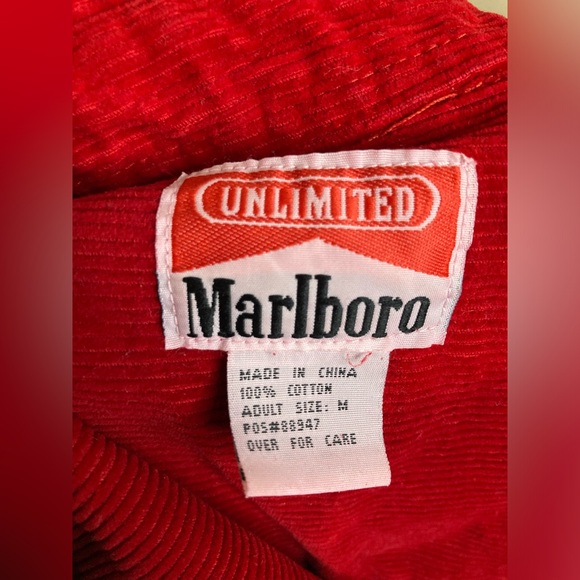 UNLIMITED
Marlboro
MADE IN CHINA
100% COTTON
ADULT SIZE: M
POS#88947
OVER FOR CARE